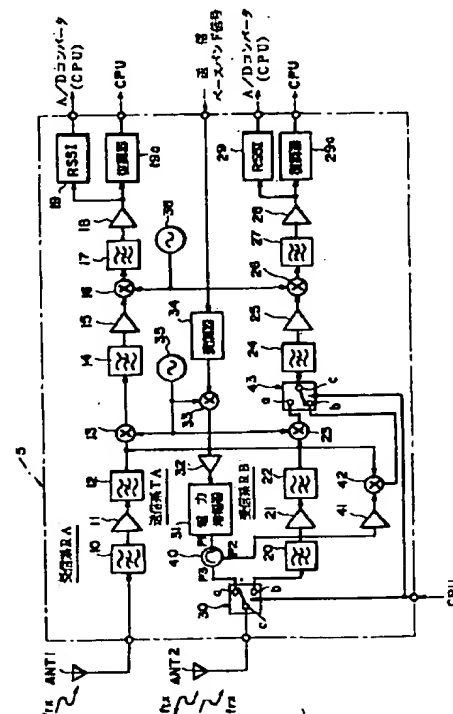 5
受信系RA
ANT1
frx
10
11
12
13
14
15
16
17
18
19
RSSI
A/Dコンバータ
(CPU)
復調器
19a
CPU
36
35
送信
ベースバンド信号
34
変調器
33
32
送信系TA
31
電力
増幅器
P1
P2
P3
40
受信系RB
ANT2
ftx
frx
30
a
b
c
20
21
22
23
41
42
43
a
b
c
24
25
26
27
28
29
RSSI
A/Dコンバータ
(CPU)
復調器
29a
CPU
CPU